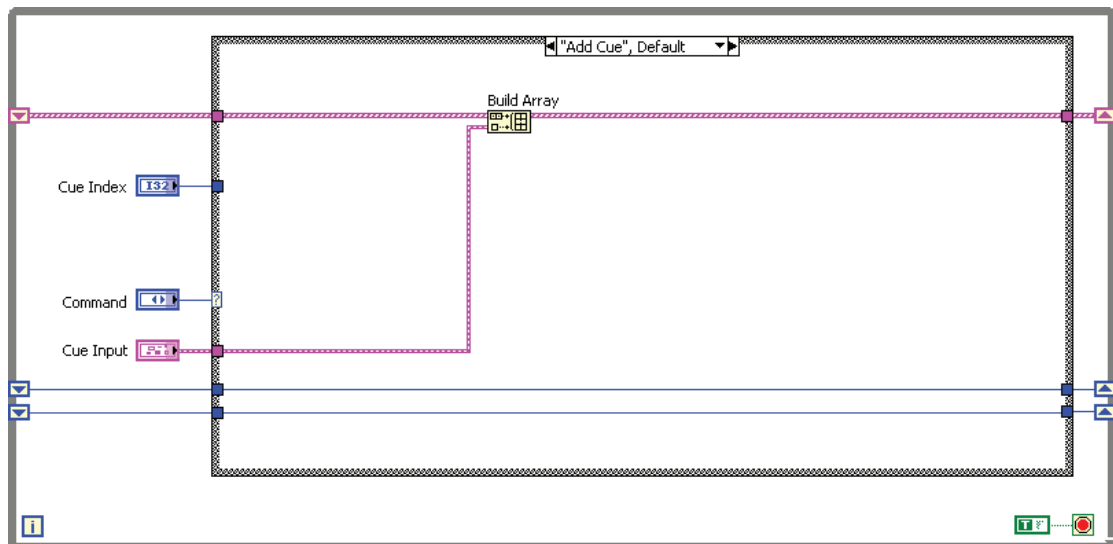 "Add Cue", Default
Build Array
Cue Index
I32
Command
?
Cue Input
i
T